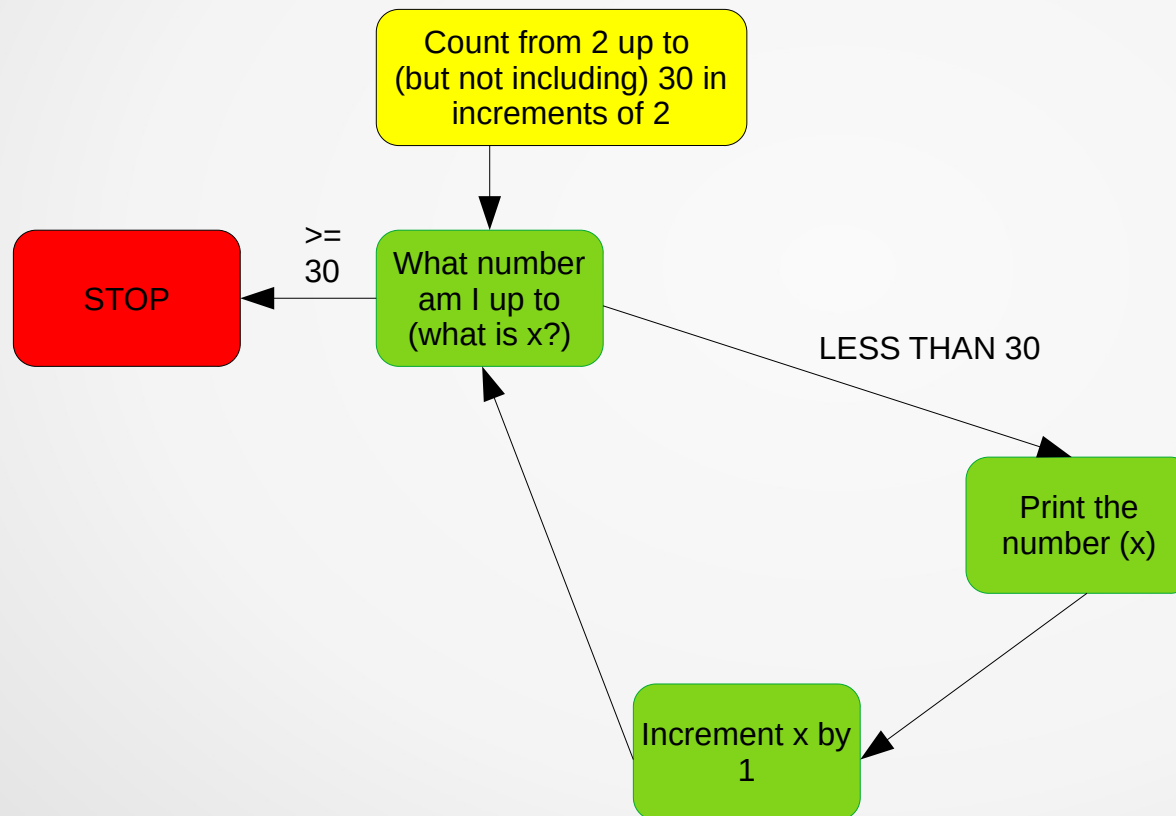 Count from 2 up to
(but not including) 30 in
increments of 2
>=
30
STOP
What number
am I up to
(what is x?)
LESS THAN 30
Print the
number (x)
Increment x by
1